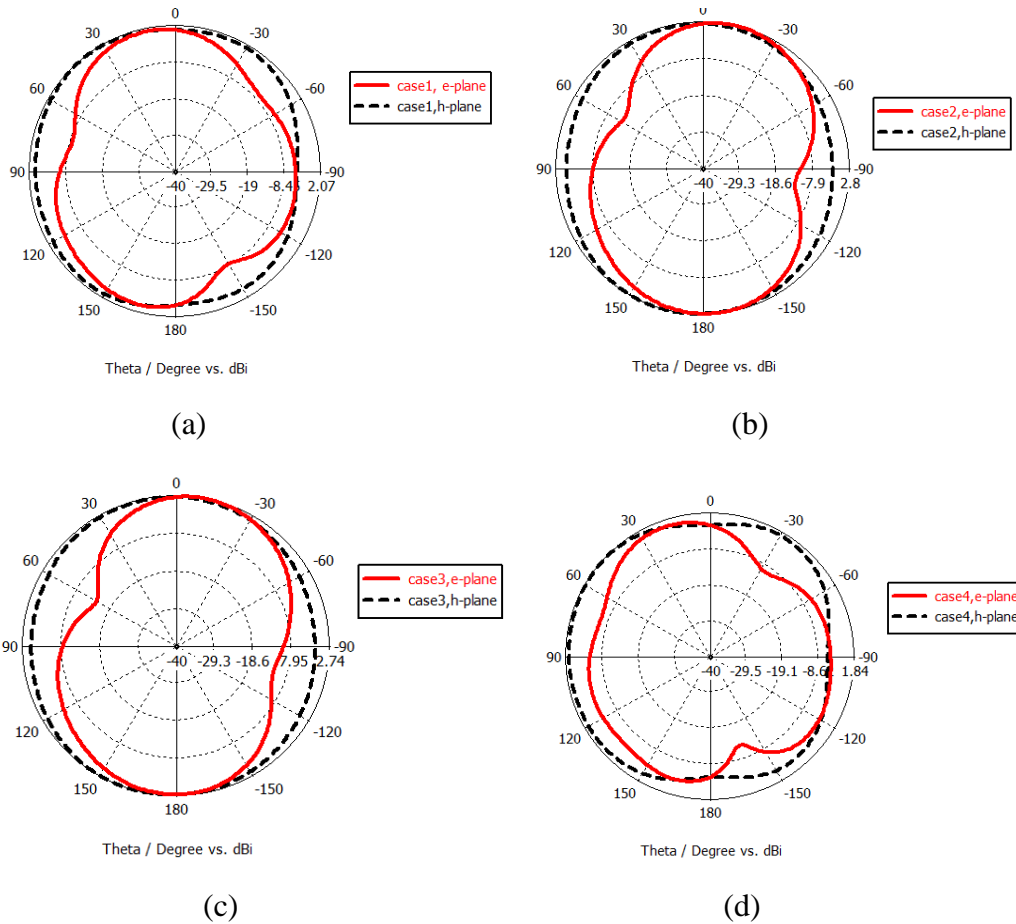 0
30
-30
60
-60
90
-90
-40 -29.5 -19 -8.43 2.07
120
-120
150
-150
180
case1, e-plane
case1,h-plane
Theta / Degree vs. dBi
(a)
0
30
-30
60
-60
90
-90
-40 -29.3 -18.6 -7.9 2.8
120
-120
150
-150
180
case2,e-plane
case2,h-plane
Theta / Degree vs. dBi
(b)
0
30
-30
60
-60
90
-90
-40 -29.3 -18.6 -7.95 2.74
120
-120
150
-150
180
case3,e-plane
case3,h-plane
Theta / Degree vs. dBi
(c)
0
30
-30
60
-60
90
-90
-40 -29.5 -19.1 1.84
120
-120
150
-150
180
case4,e-plane
case4,h-plane
Theta / Degree vs. dBi
(d)